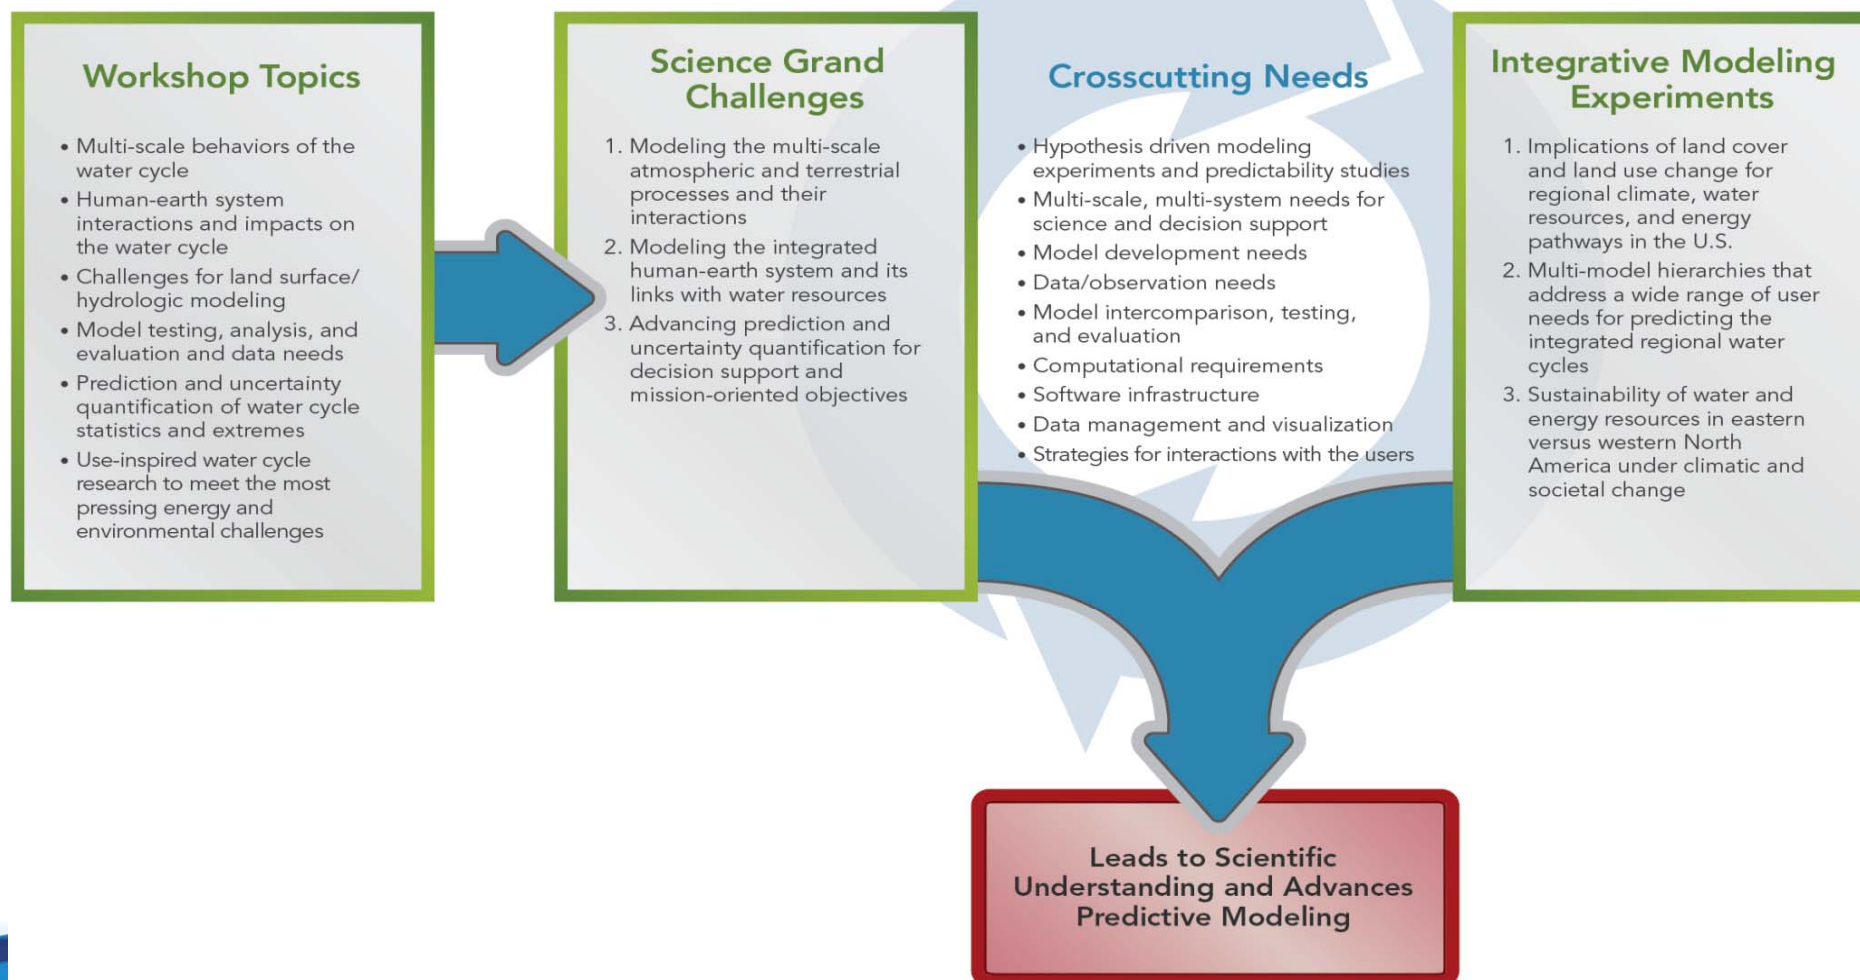 Workshop Topics
• Multi-scale behaviors of the
water cycle
• Human-earth system
interactions and impacts on
the water cycle
• Challenges for land surface/
hydrologic modeling
• Model testing, analysis, and
evaluation and data needs
• Prediction and uncertainty
quantification of water cycle
statistics and extremes
• Use-inspired water cycle
research to meet the most
pressing energy and
environmental challenges
Science Grand
Challenges
1. Modeling the multi-scale
atmospheric and terrestrial
processes and their
interactions
2. Modeling the integrated
human-earth system and its
links with water resources
3. Advancing prediction and
uncertainty quantification for
decision support and
mission-oriented objectives
Crosscutting Needs
• Hypothesis driven modeling
experiments and predictability studies
• Multi-scale, multi-system needs for
science and decision support
• Model development needs
• Data/observation needs
• Model intercomparison, testing,
and evaluation
• Computational requirements
• Software infrastructure
• Data management and visualization
• Strategies for interactions with the users
Integrative Modeling
Experiments
1. Implications of land cover
and land use change for
regional climate, water
resources, and energy
pathways in the U.S.
2. Multi-model hierarchies that
address a wide range of user
needs for predicting the
integrated regional water
cycles
3. Sustainability of water and
energy resources in eastern
versus western North
America under climatic and
societal change
Leads to Scientific
Understanding and Advances
Predictive Modeling